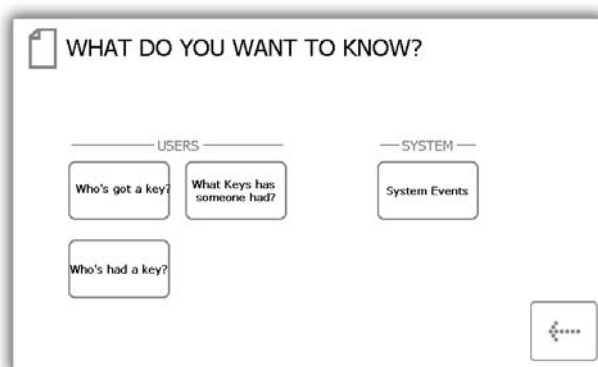 WHAT DO YOU WANT TO KNOW?
USERS
SYSTEM
Who's got a key?
What Keys has
someone had?
System Events
Who's had a key?